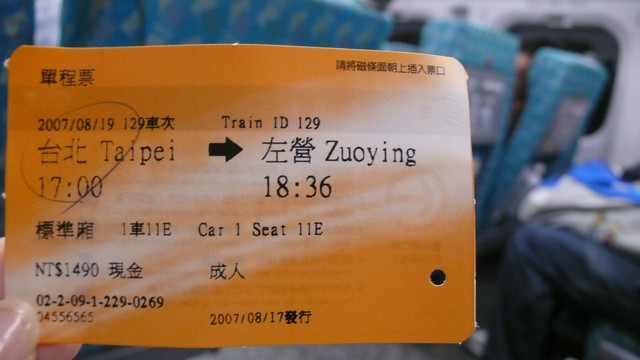 單程票
請將磁條面朝上插入票口
2007/08/19 129車次 Train ID 129
台北 Taipei → 左營 Zuoying
17:00 18:36
標準廂 1車11E Car 1 Seat 11E
NT$1490 現金 成人
02-2-09-1-229-0269
04556565 2007/08/17發行